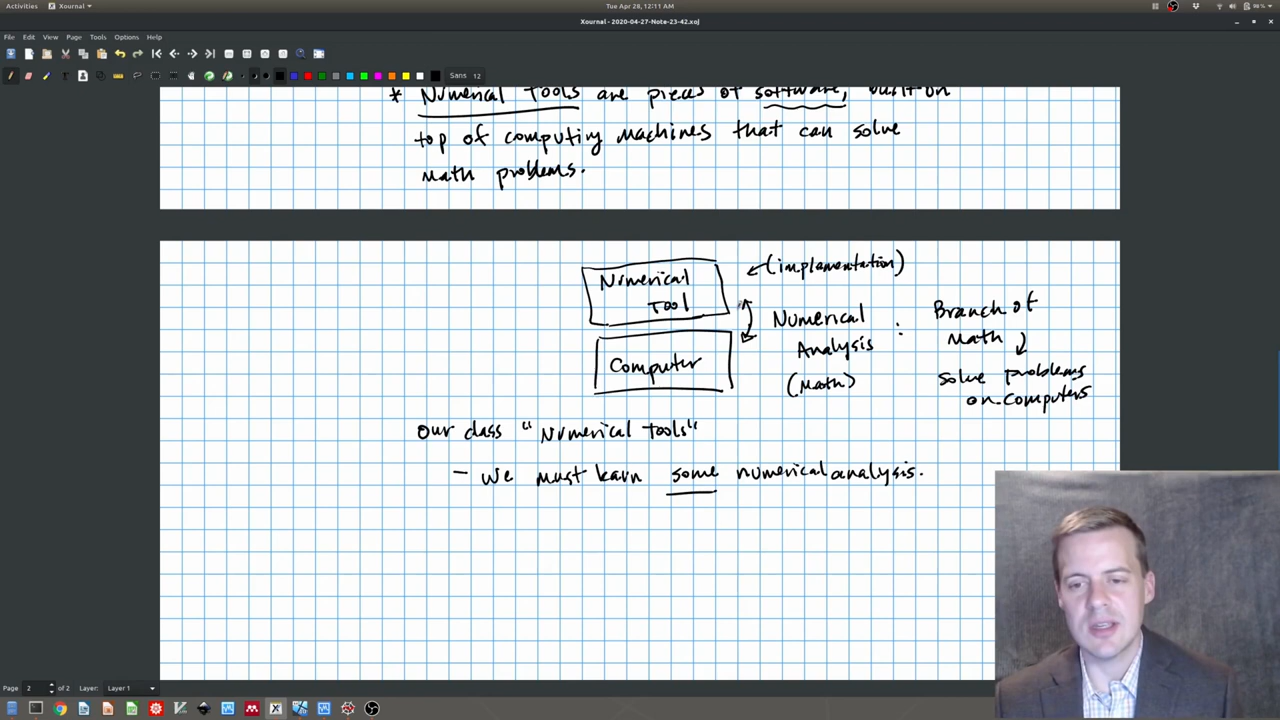 Activities Xournal Tue Apr 28, 12:11 AM 98 %
Xournal - 2020-04-27-Note-23-42.xoj
File Edit View Page Tools Options Help
Sans 12
* Numerical Tools are pieces of software, built-on
top of computing machines that can solve
math problems.
Numerical
Tool
(implementation)
Computer
Numerical
Analysis
(Math)
:
Branch of
Math
solve problems
on computers
Our class "Numerical Tools"
- We must learn some numerical analysis.
Page 2 of 2 Layer: Layer 1